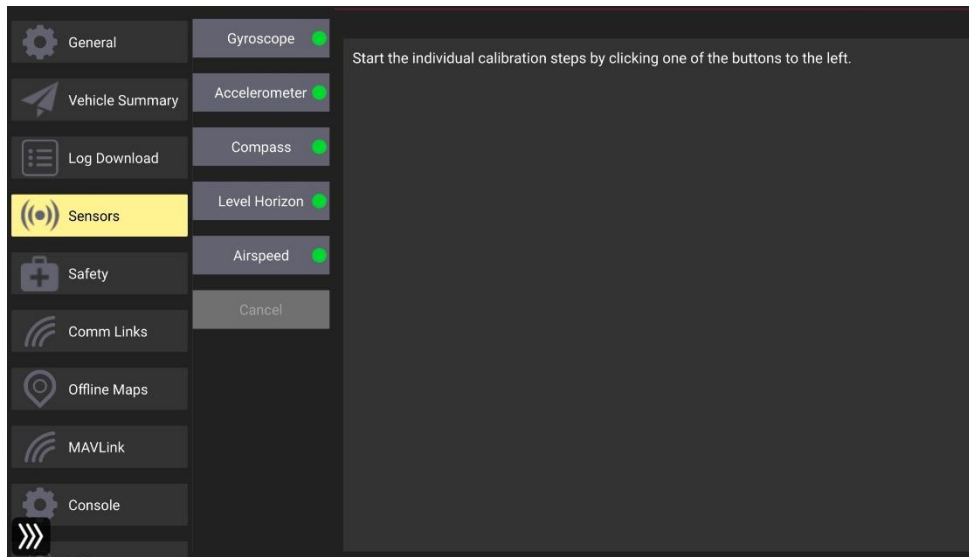 General
Vehicle Summary
Log Download
Sensors
Safety
Comm Links
Offline Maps
MAVLink
Console
Gyroscope
Accelerometer
Compass
Level Horizon
Airspeed
Cancel
Start the individual calibration steps by clicking one of the buttons to the left.